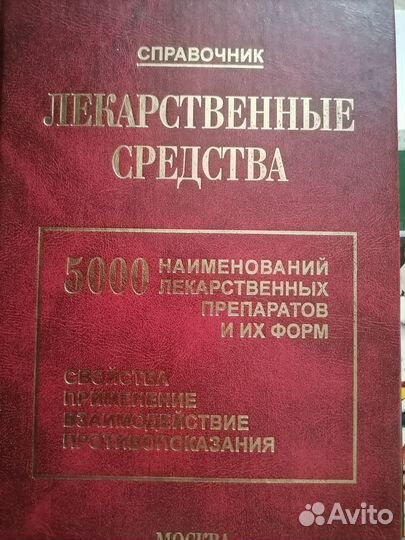 СПРАВОЧНИК
ЛЕКАРСТВЕННЫЕ
СРЕДСТВА
5000 НАИМЕНОВАНИЙ
ЛЕКАРСТВЕННЫХ
ПРЕПАРАТОВ
И ИХ ФОРМ
СВОЙСТВА
ПРИМЕНЕНИЕ
ВЗАИМОДЕЙСТВИЕ
ПРОТИВОПОКАЗАНИЯ
МОСКВА
Avito